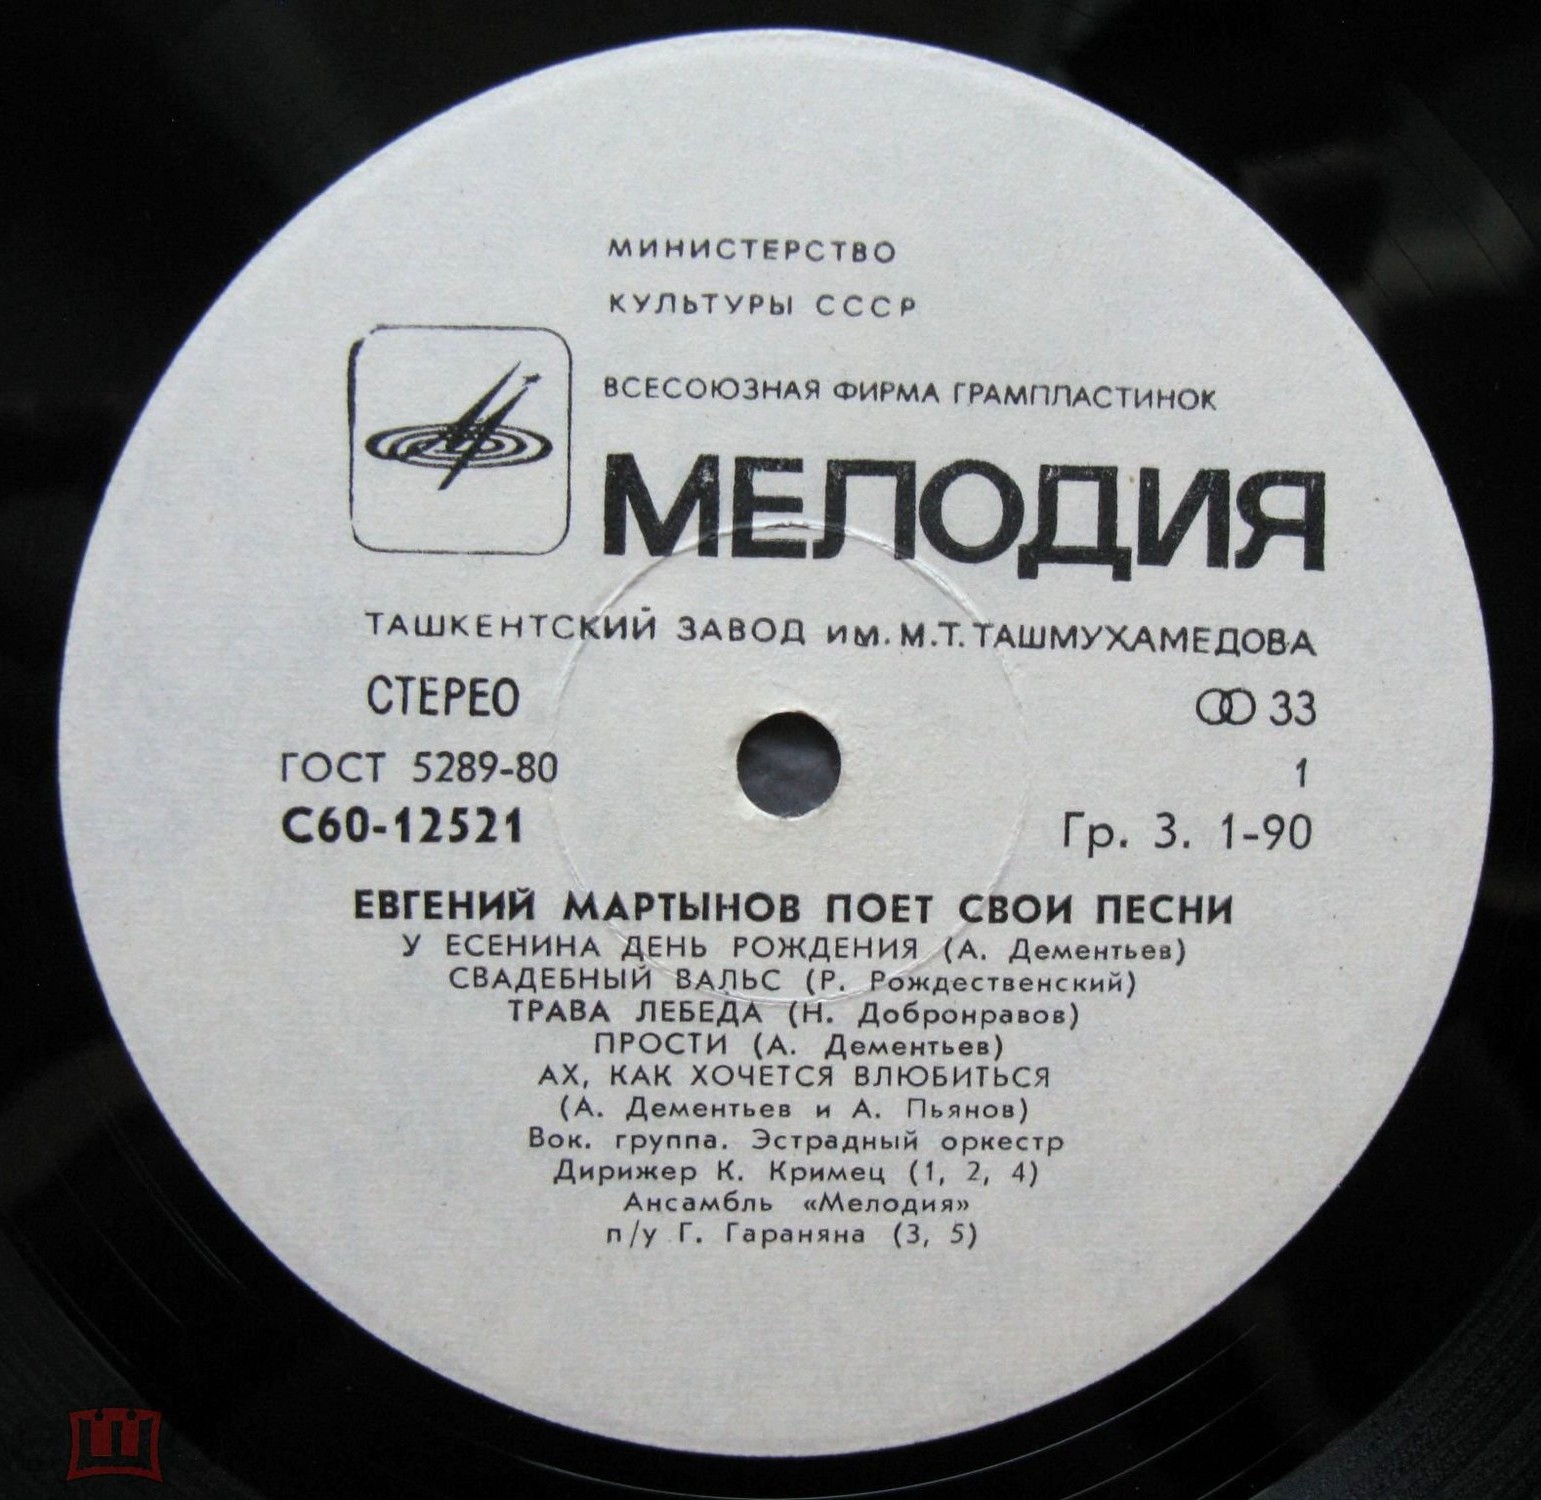 МИНИСТЕРСТВО
КУЛЬТУРЫ СССР
ВСЕСОЮЗНАЯ ФИРМА ГРАМПЛАСТИНОК
МЕЛОДИЯ
ТАШКЕНТСКИЙ ЗАВОД ИМ. М.Т. ТАШМУХАМЕДОВА
СТЕРЕО 33
ГОСТ 5289-80 1
С60-12521 Гр. 3. 1-90
ЕВГЕНИЙ МАРТЫНОВ ПОЕТ СВОИ ПЕСНИ
У ЕСЕНИНА ДЕНЬ РОЖДЕНИЯ (А. Дементьев)
СВАДЕБНЫЙ ВАЛЬС (Р. Рождественский)
ТРАВА ЛЕБЕДА (Н. Добронравов)
ПРОСТИ (А. Дементьев)
АХ, КАК ХОЧЕТСЯ ВЛЮБИТЬСЯ
(А. Дементьев и А. Пьянов)
Вок. группа. Эстрадный оркестр
Дирижер К. Кримец (1, 2, 4)
Ансамбль «Мелодия»
п/у Г. Гараняна (3, 5)